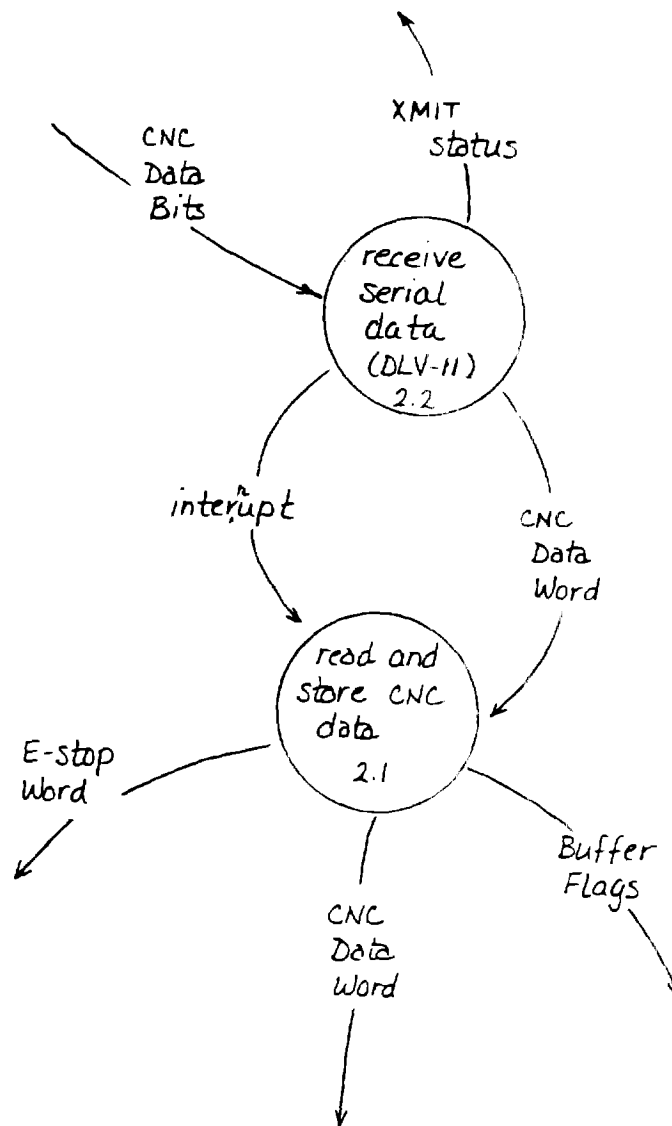 XMIT
status
CNC
Data
Bits
receive
serial
data
(DLV-11)
2.2
interrupt
CNC
Data
Word
read and
store CNC
data
2.1
E-stop
Word
Buffer
Flags
CNC
Data
Word